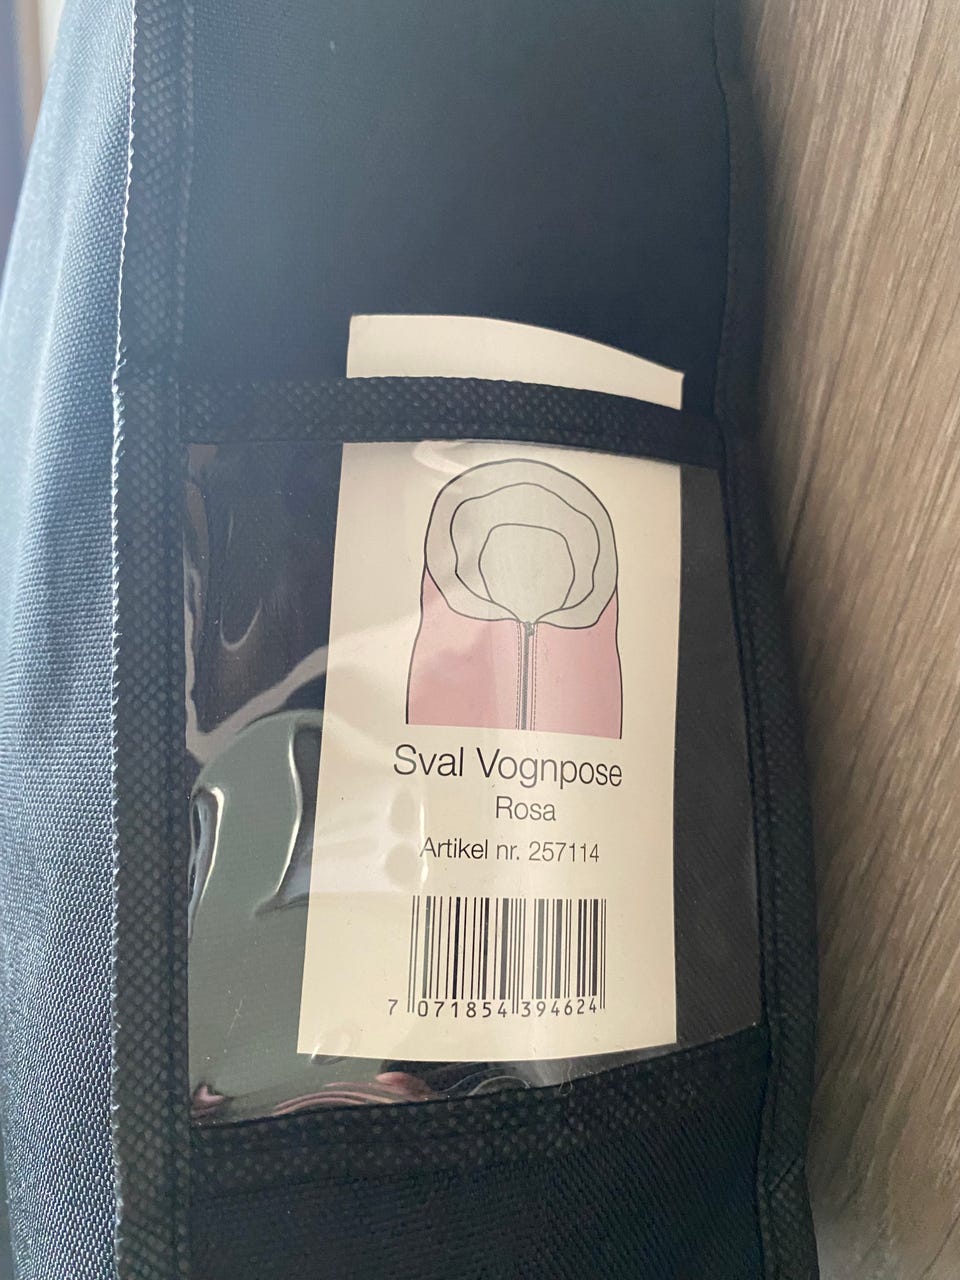 Sval Vognpose
Rosa
Artikel nr. 257114
7 071854 394624